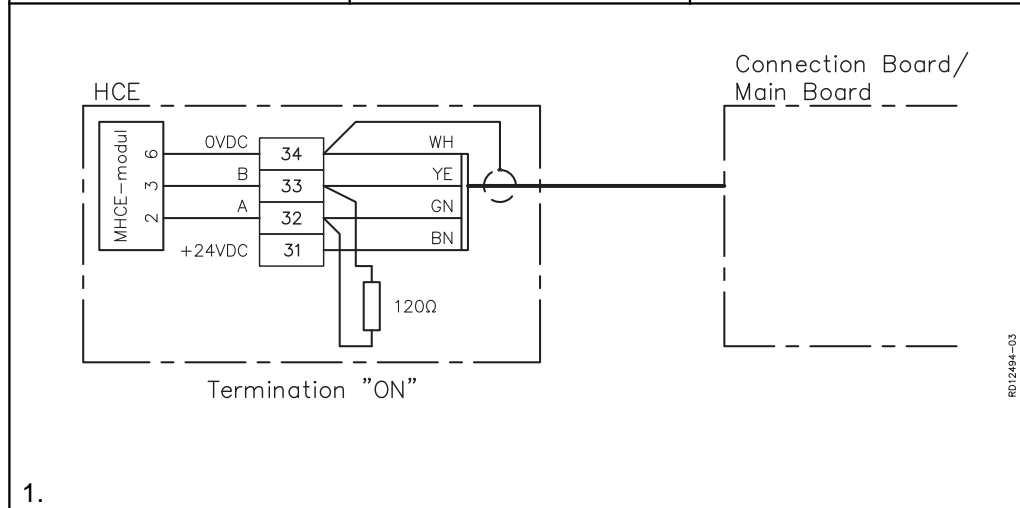 Connection Board/
Main Board
HCE
MHCE-modul
6
3
2
0VDC
B
A
+24VDC
34
33
32
31
WH
YE
GN
BN
120Ω
Termination "ON"
RD12494-03
1.